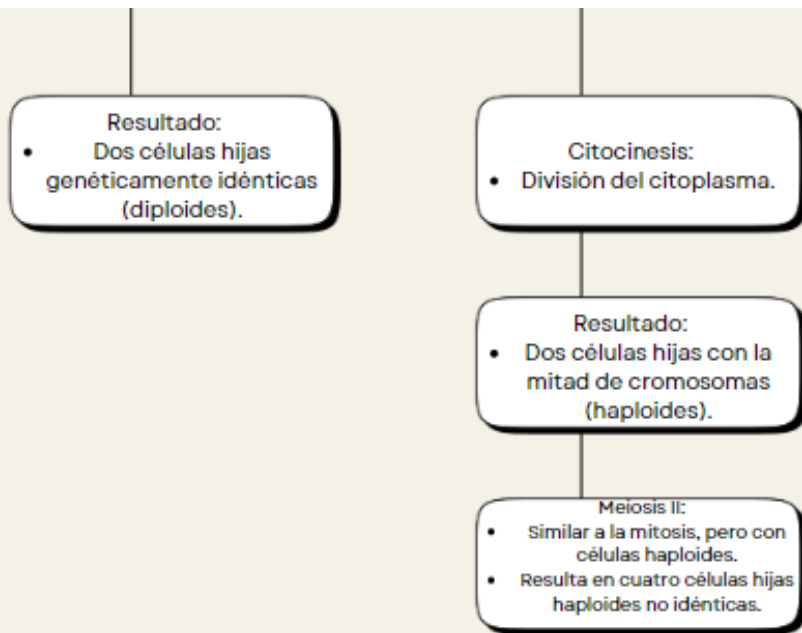 Resultado:
• Dos células hijas
genéticamente idénticas
(diploides).
Citocinesis:
• División del citoplasma.
Resultado:
• Dos células hijas con la
mitad de cromosomas
(haploides).
Meiosis II:
• Similar a la mitosis, pero con
células haploides.
• Resulta en cuatro células hijas
haploides no idénticas.